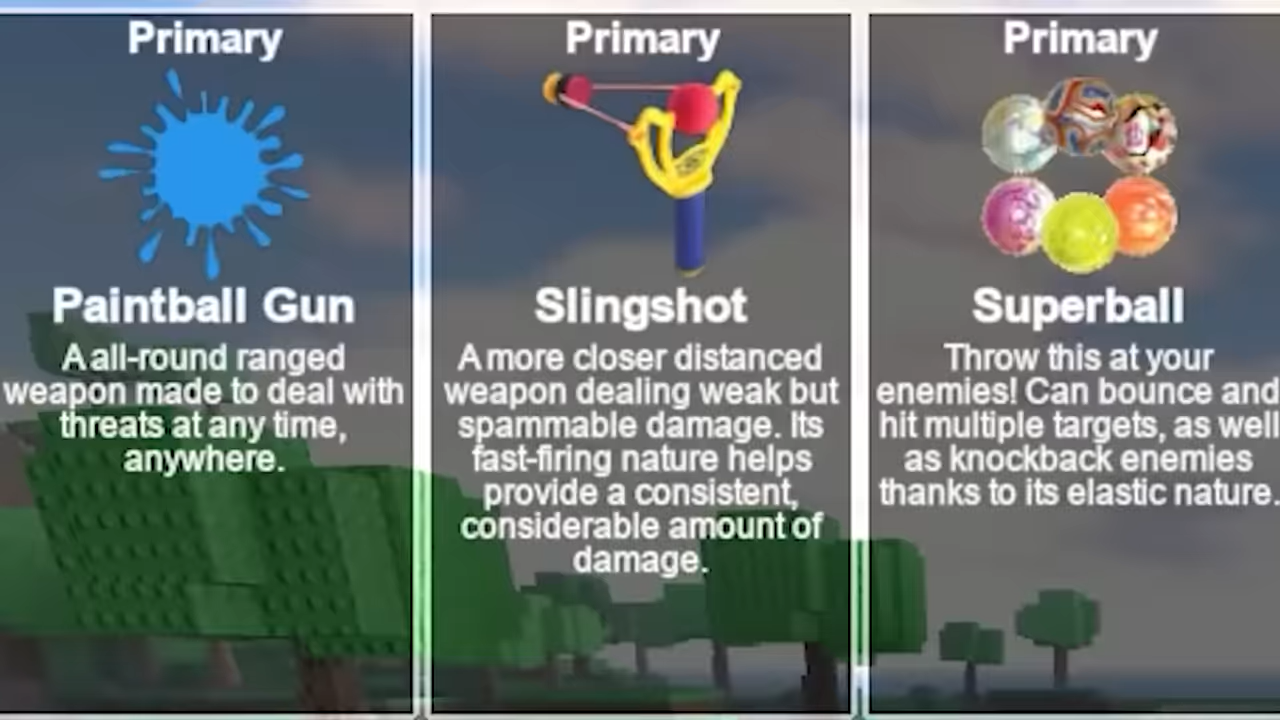 Primary
Paintball Gun
A all-round ranged
weapon made to deal with
threats at any time,
anywhere.
Primary
Slingshot
A more closer distanced
weapon dealing weak but
spammable damage. Its
fast-firing nature helps
provide a consistent,
considerable amount of
damage.
Primary
Superball
Throw this at your
enemies! Can bounce and
hit multiple targets, as well
as knockback enemies
thanks to its elastic nature.